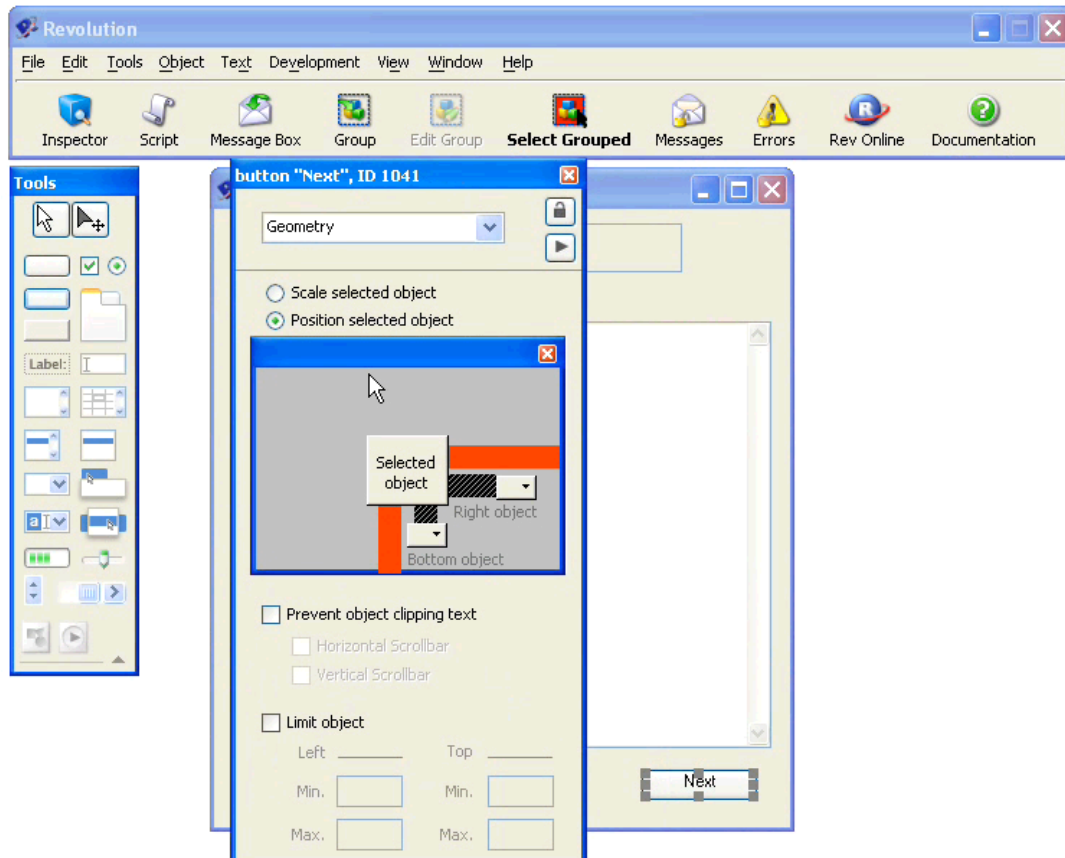 Revolution
File Edit Tools Object Text Development View Window Help
Inspector Script Message Box Group Edit Group Select Grouped Messages Errors Rev Online Documentation
Tools
button "Next", ID 1041
Geometry
Scale selected object
Position selected object
Label:
Selected
object
Right object
Bottom object
a
Prevent object clipping text
Horizontal Scrollbar
Vertical Scrollbar
Limit object
Left Top
Min. Min.
Max. Max.
Next